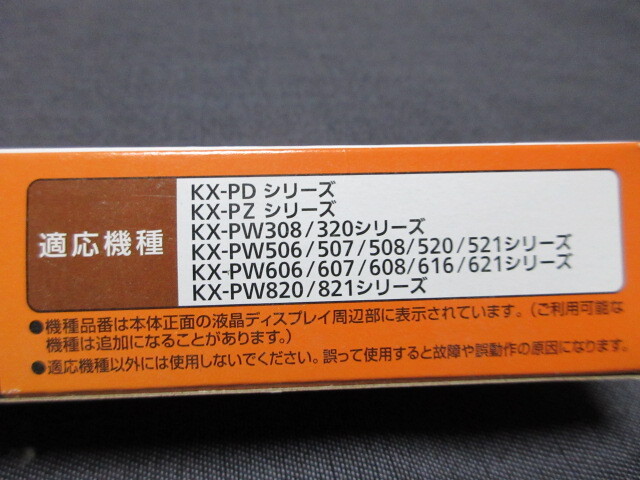 適応機種
KX-PD シリーズ
KX-PZ シリーズ
KX-PW308/320シリーズ
KX-PW506/507/508/520/521シリーズ
KX-PW606/607/608/616/621シリーズ
KX-PW820/821シリーズ
●機種品番は本体正面の液晶ディスプレイ周辺部に表示されています。(ご利用可能な
機種は追加になることがあります。)
●適応機種以外には使用しないでください。誤って使用すると故障や誤動作の原因になります。